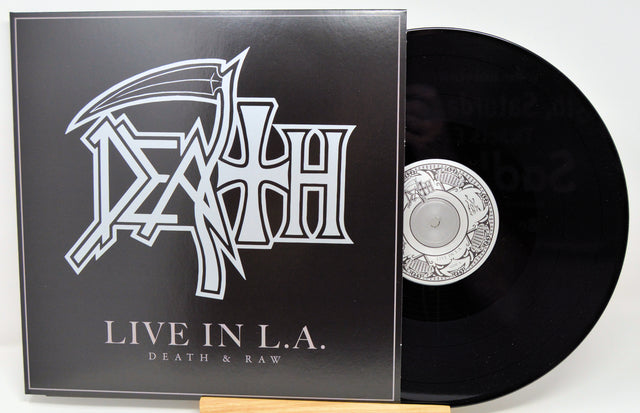 DEATH
LIVE IN L.A.
DEATH & RAW